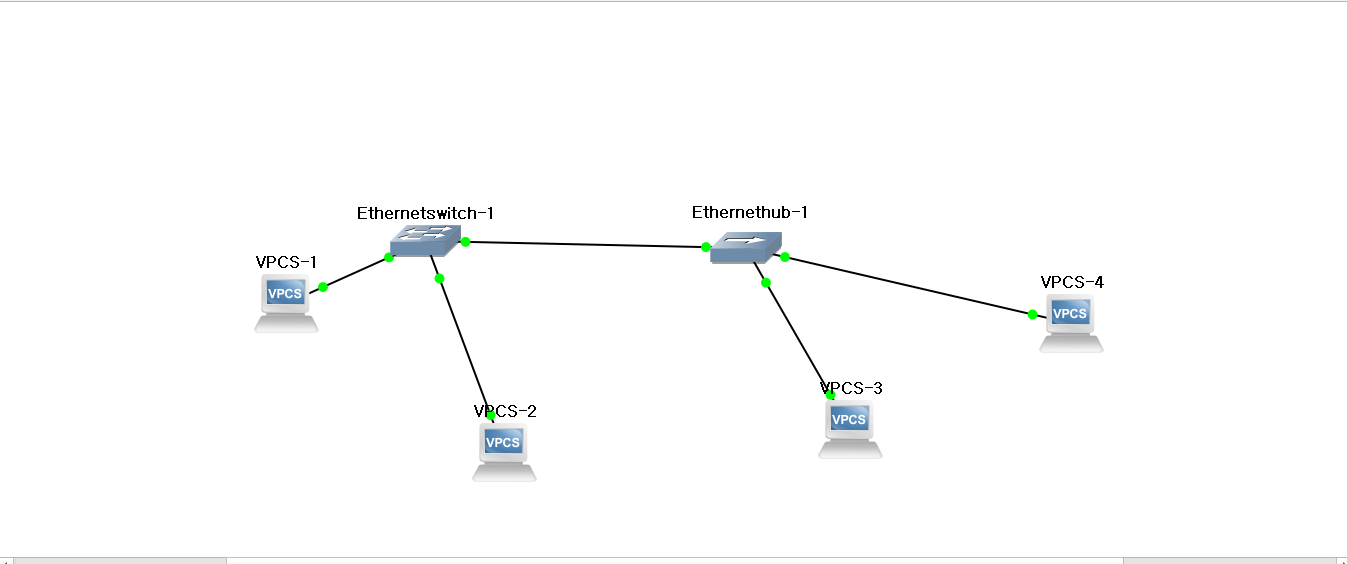 Ethernetswitch-1
Ethernethub-1
VPCS-1
VPCS
VPCS-4
VPCS
VPCS-2
VPCS
VPCS-3
VPCS